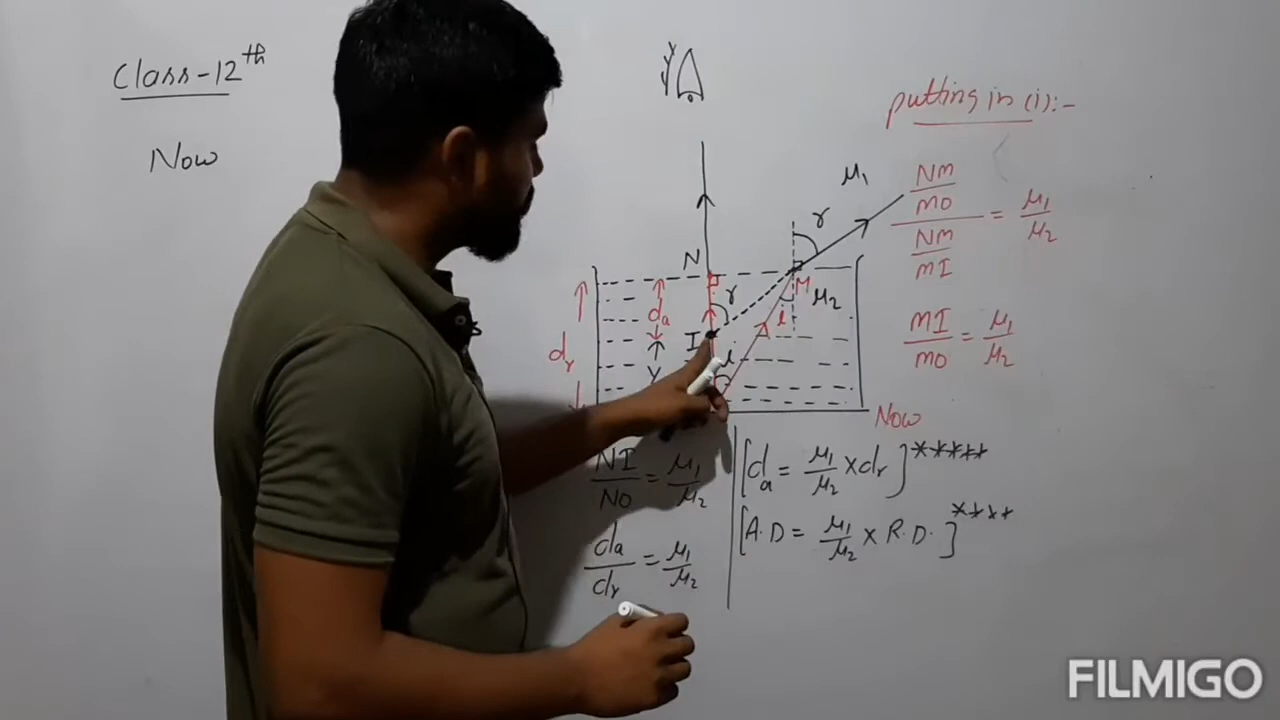 Class-12th
Now
putting in (i):-
NM/MO / NM/MI = μ₁/μ₂
MI/MO = μ₁/μ₂
Now
μ₁
r
N
M
μ₂
da
r
i
I
dr
Y
i
NI/NO = μ₁/μ₂
da/dr = μ₁/μ₂
[da = μ₁/μ₂ × dr]*****
[A.D = μ₁/μ₂ × R.D.]****
FILMIGO